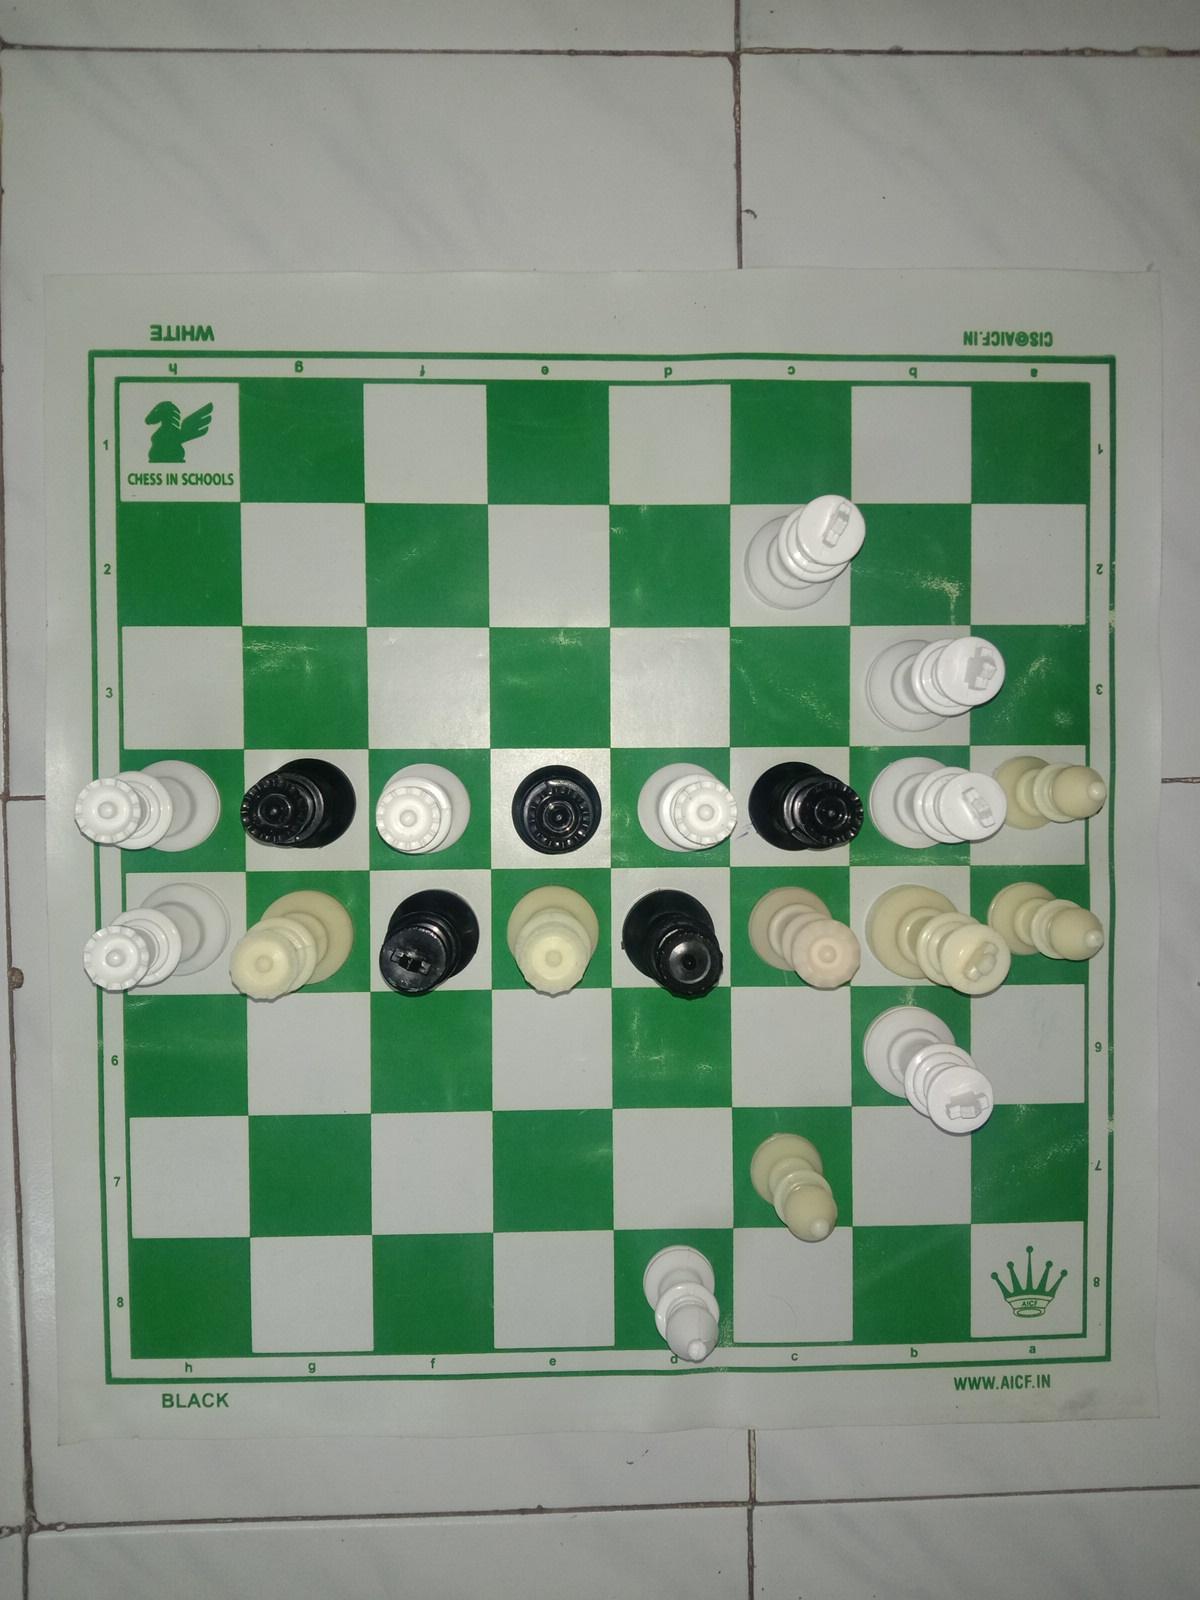 WHITE
CIS@AICF.IN
h g f e d c b a
1 1
CHESS IN SCHOOLS
2 2
3 3
6 6
7 7
8 8
AICF
h g f e d c b a
BLACK
WWW.AICF.IN